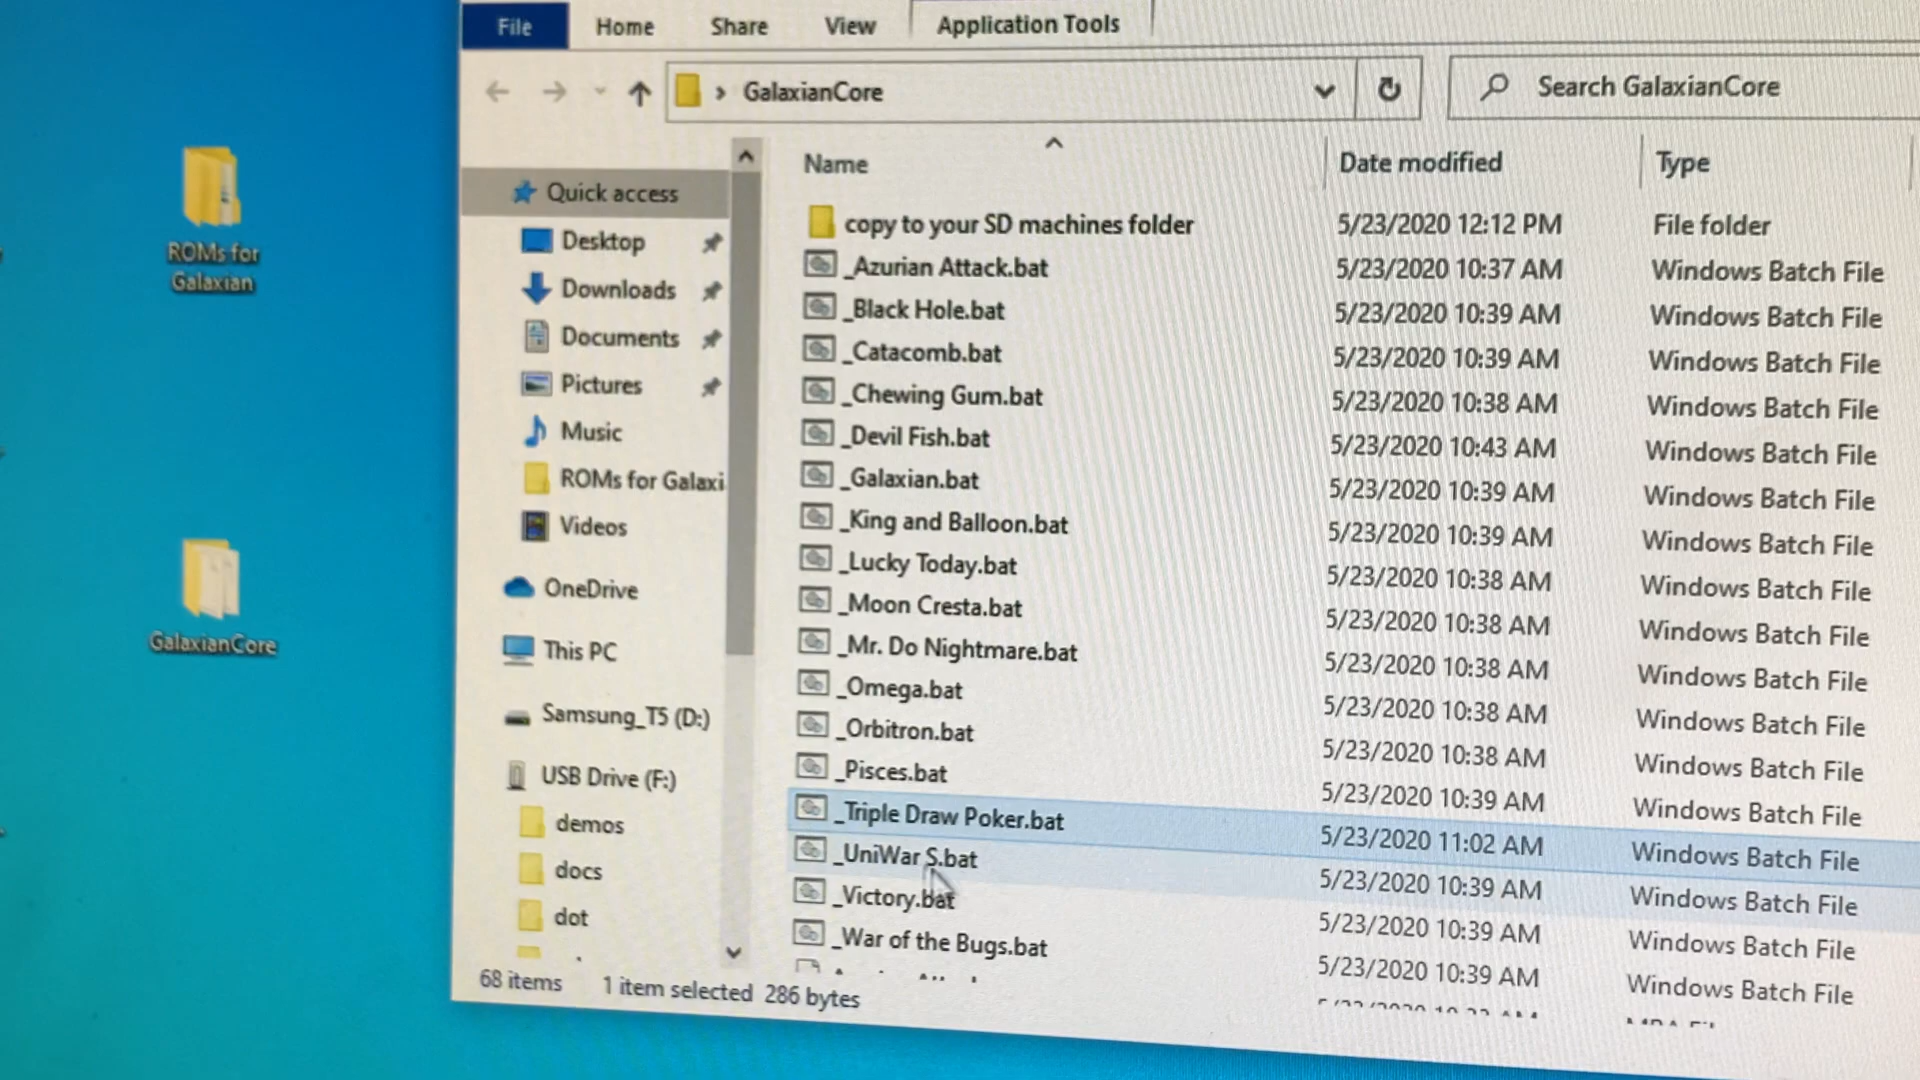 File Home Share View Application Tools
GalaxianCore
Search GalaxianCore
Name Date modified Type
ROMs for
Galaxian
GalaxianCore
Quick access
Desktop
Downloads
Documents
Pictures
Music
ROMs for Galaxi
Videos
OneDrive
This PC
Samsung_T5 (D:)
USB Drive (F:)
demos
docs
dot
copy to your SD machines folder 5/23/2020 12:12 PM File folder
_Azurian Attack.bat 5/23/2020 10:37 AM Windows Batch File
_Black Hole.bat 5/23/2020 10:39 AM Windows Batch File
_Catacomb.bat 5/23/2020 10:39 AM Windows Batch File
_Chewing Gum.bat 5/23/2020 10:38 AM Windows Batch File
_Devil Fish.bat 5/23/2020 10:43 AM Windows Batch File
_Galaxian.bat 5/23/2020 10:39 AM Windows Batch File
_King and Balloon.bat 5/23/2020 10:39 AM Windows Batch File
_Lucky Today.bat 5/23/2020 10:38 AM Windows Batch File
_Moon Cresta.bat 5/23/2020 10:38 AM Windows Batch File
_Mr. Do Nightmare.bat 5/23/2020 10:38 AM Windows Batch File
_Omega.bat 5/23/2020 10:38 AM Windows Batch File
_Orbitron.bat 5/23/2020 10:38 AM Windows Batch File
_Pisces.bat 5/23/2020 10:39 AM Windows Batch File
_Triple Draw Poker.bat 5/23/2020 11:02 AM Windows Batch File
_UniWar S.bat 5/23/2020 10:39 AM Windows Batch File
_Victory.bat 5/23/2020 10:39 AM Windows Batch File
_War of the Bugs.bat 5/23/2020 10:39 AM Windows Batch File
68 items 1 item selected 286 bytes